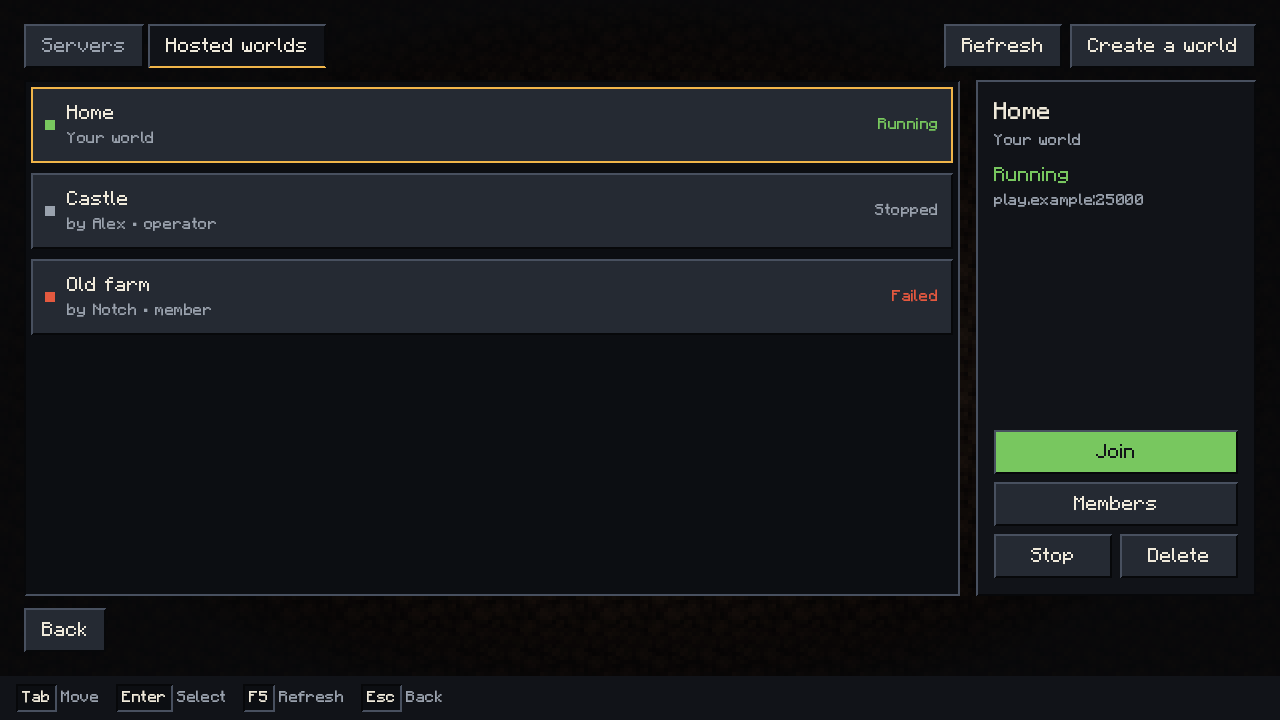 Servers
Hosted worlds
Refresh
Create a world
Home
Your world
Running
Castle
by Alex • operator
Stopped
Old farm
by Notch • member
Failed
Home
Your world
Running
play.example:25000
Join
Members
Stop
Delete
Back
Tab Move Enter Select F5 Refresh Esc Back